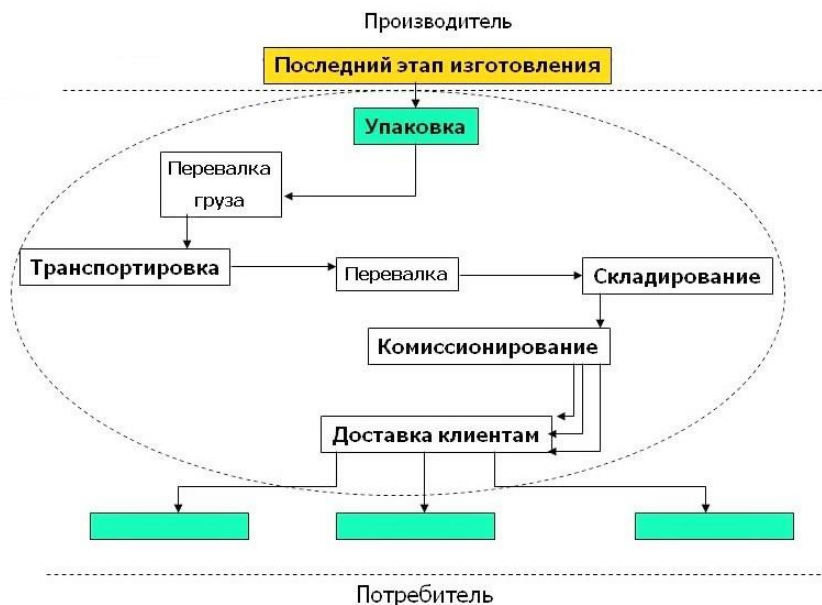 Производитель
Последний этап изготовления
Упаковка
Перевалка
груза
Транспортировка
Перевалка
Складирование
Комиссионирование
Доставка клиентам
Потребитель